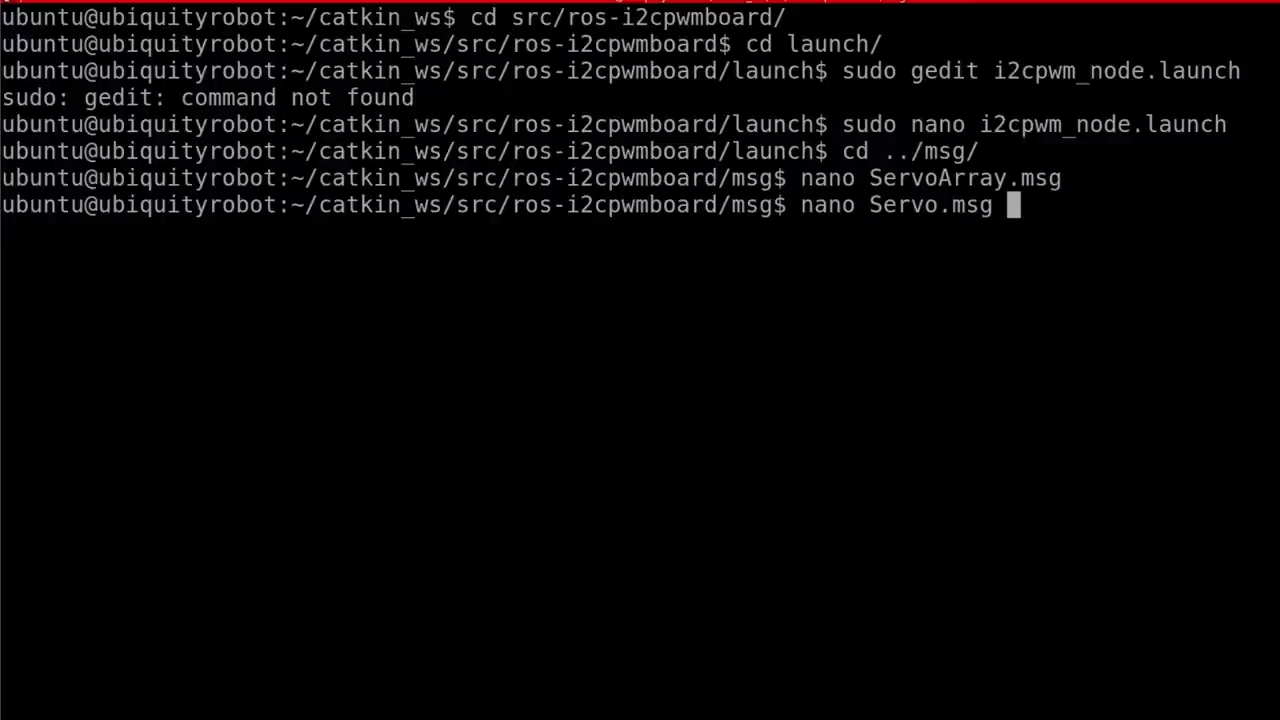 ubuntu@ubiquityrobot:~/catkin_ws$ cd src/ros-i2cpwmboard/
ubuntu@ubiquityrobot:~/catkin_ws/src/ros-i2cpwmboard$ cd launch/
ubuntu@ubiquityrobot:~/catkin_ws/src/ros-i2cpwmboard/launch$ sudo gedit i2cpwm_node.launch
sudo: gedit: command not found
ubuntu@ubiquityrobot:~/catkin_ws/src/ros-i2cpwmboard/launch$ sudo nano i2cpwm_node.launch
ubuntu@ubiquityrobot:~/catkin_ws/src/ros-i2cpwmboard/launch$ cd ../msg/
ubuntu@ubiquityrobot:~/catkin_ws/src/ros-i2cpwmboard/msg$ nano ServoArray.msg
ubuntu@ubiquityrobot:~/catkin_ws/src/ros-i2cpwmboard/msg$ nano Servo.msg